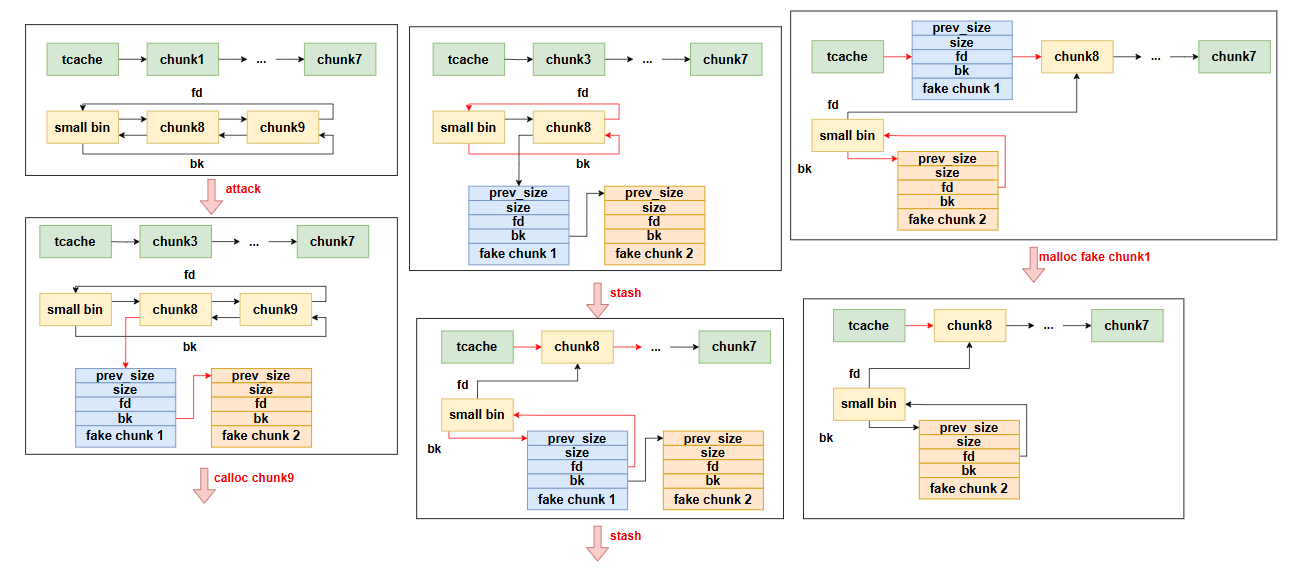 tcache
chunk1
...
chunk7
fd
small bin
chunk8
chunk9
bk
attack
tcache
chunk3
...
chunk7
fd
small bin
chunk8
chunk9
bk
prev_size
size
fd
bk
fake chunk 1
prev_size
size
fd
bk
fake chunk 2
calloc chunk9
tcache
chunk3
...
chunk7
fd
small bin
chunk8
bk
prev_size
size
fd
bk
fake chunk 1
prev_size
size
fd
bk
fake chunk 2
stash
tcache
chunk8
...
chunk7
fd
small bin
bk
prev_size
size
fd
bk
fake chunk 1
prev_size
size
fd
bk
fake chunk 2
stash
tcache
prev_size
size
fd
bk
fake chunk 1
chunk8
...
chunk7
fd
small bin
bk
prev_size
size
fd
bk
fake chunk 2
malloc fake chunk1
tcache
chunk8
...
chunk7
fd
small bin
bk
prev_size
size
fd
bk
fake chunk 2